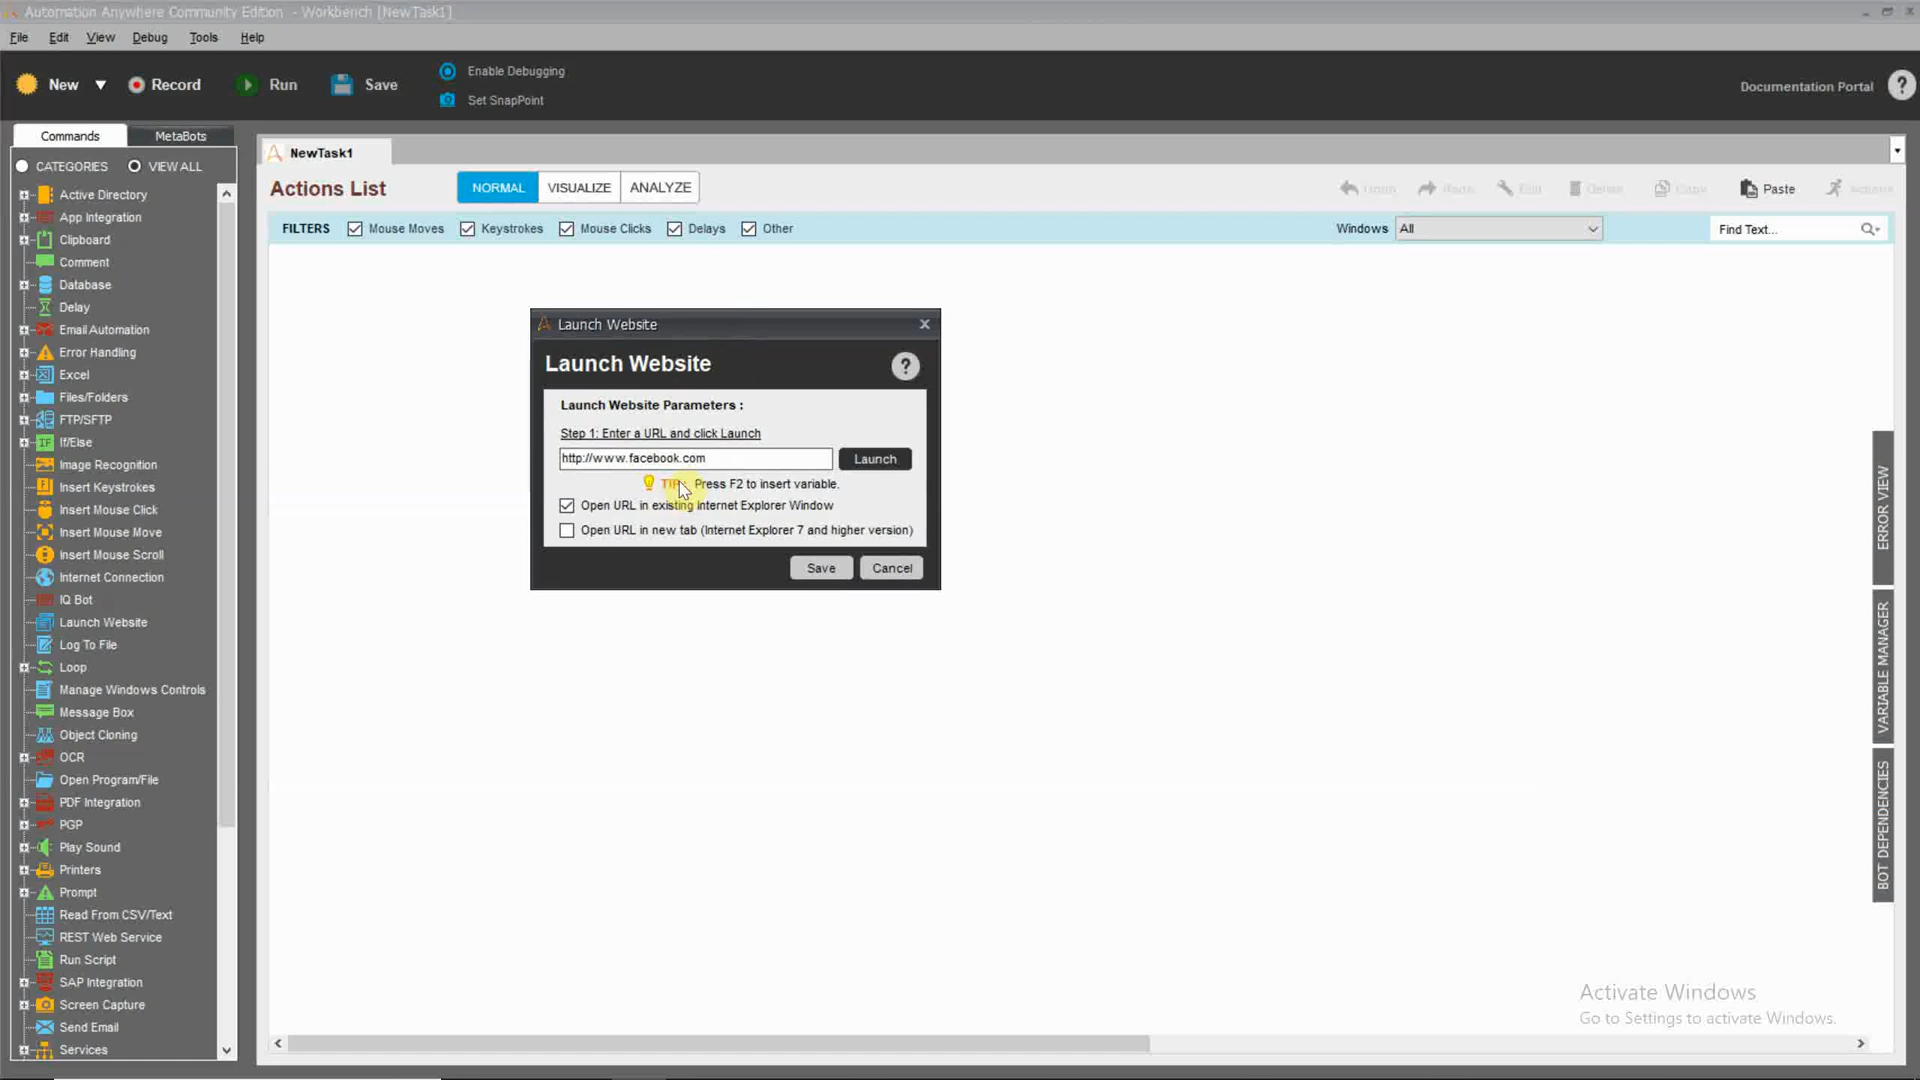 Automation Anywhere Community Edition - Workbench [NewTask1]
File Edit View Debug Tools Help
New Record Run Save
Enable Debugging
Set SnapPoint
Documentation Portal ?
Commands MetaBots
CATEGORIES VIEW ALL
Active Directory
App Integration
Clipboard
Comment
Database
Delay
Email Automation
Error Handling
Excel
Files/Folders
FTP/SFTP
If/Else
Image Recognition
Insert Keystrokes
Insert Mouse Click
Insert Mouse Move
Insert Mouse Scroll
Internet Connection
IQ Bot
Launch Website
Log To File
Loop
Manage Windows Controls
Message Box
Object Cloning
OCR
Open Program/File
PDF Integration
PGP
Play Sound
Printers
Prompt
Read From CSV/Text
REST Web Service
Run Script
SAP Integration
Screen Capture
Send Email
Services
NewTask1
Actions List NORMAL VISUALIZE ANALYZE
Undo Redo Edit Delete Copy Paste Actions
FILTERS Mouse Moves Keystrokes Mouse Clicks Delays Other
Windows All Find Text...
Launch Website
Launch Website ?
Launch Website Parameters :
Step 1: Enter a URL and click Launch
http://www.facebook.com Launch
Press F2 to insert variable.
Open URL in existing Internet Explorer Window
Open URL in new tab (Internet Explorer 7 and higher version)
Save Cancel
ERROR VIEW
VARIABLE MANAGER
BOT DEPENDENCIES
Activate Windows
Go to Settings to activate Windows.